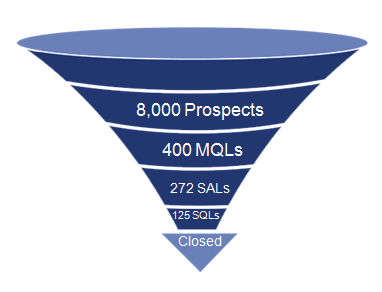 8,000 Prospects
400 MQLs
272 SALs
125 SQLs
Closed